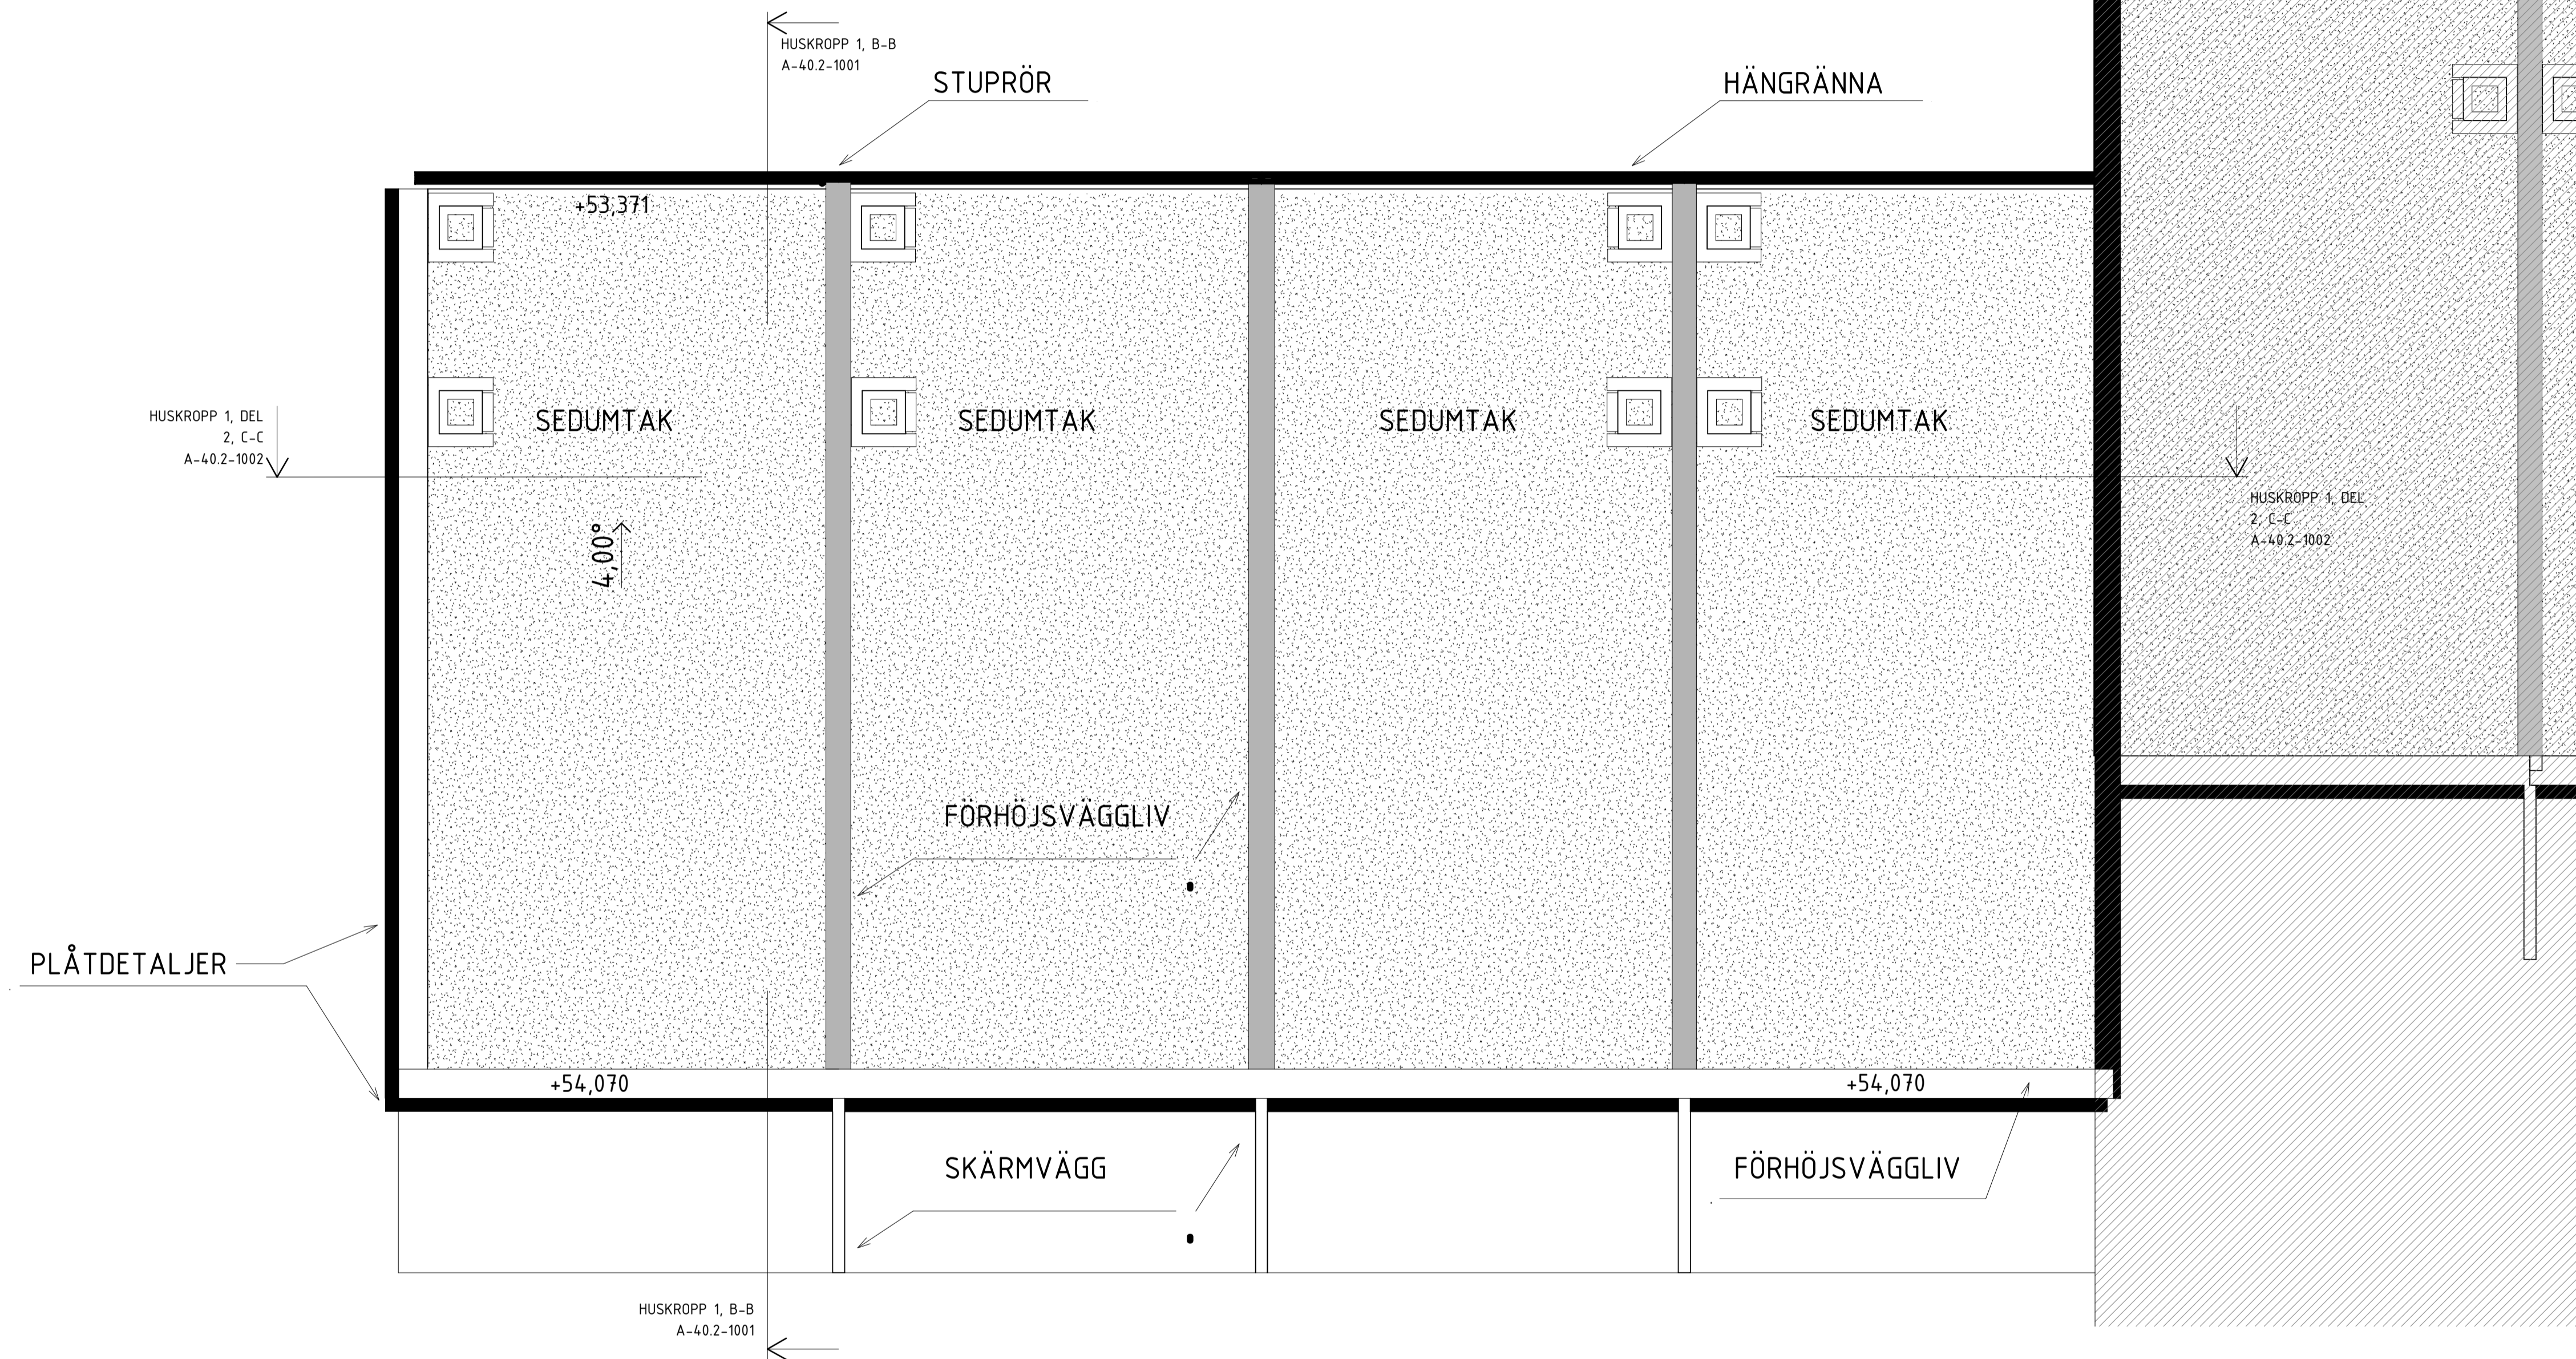 HUSKROPP 1, B-B
A-40.2-1001
STUPRÖR
HÄNGRÄNNA
+53,371
HUSKROPP 1, DEL
2, C-C
A-40.2-1002
SEDUMTAK
SEDUMTAK
SEDUMTAK
SEDUMTAK
HUSKROPP 1, DEL
2, C-C
A-40.2-1002
4,00°
FÖRHÖJSVÄGGLIV
PLÅTDETALJER
+54,070
+54,070
SKÄRMVÄGG
FÖRHÖJSVÄGGLIV
HUSKROPP 1, B-B
A-40.2-1001